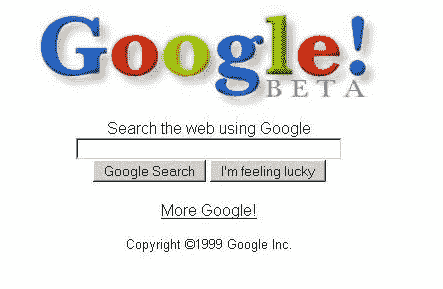 Google!
BETA
Search the web using Google
Google Search I'm feeling lucky
More Google!
Copyright ©1999 Google Inc.